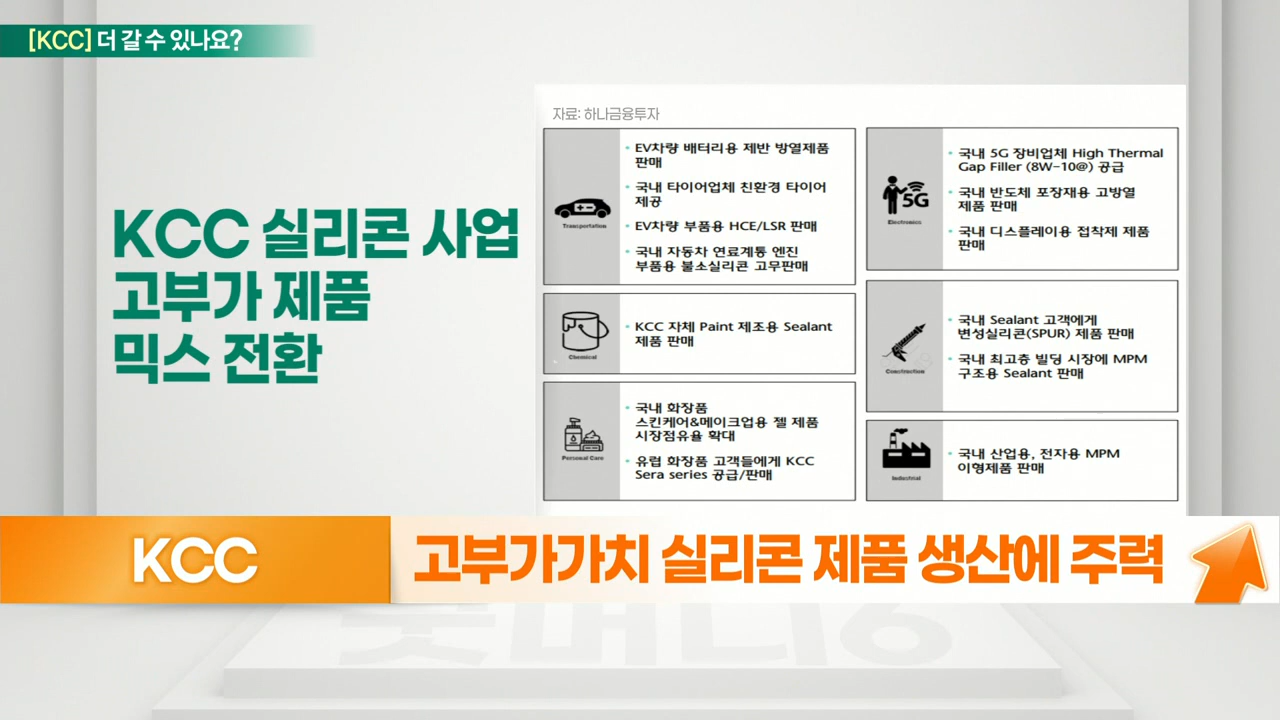 [KCC] 더 갈 수 있나요?
KCC 실리콘 사업
고부가 제품
믹스 전환
자료: 하나금융투자
Transportation
• EV차량 배터리용 제반 방열제품
판매
• 국내 타이어업체 친환경 타이어
제공
• EV차량 부품용 HCE/LSR 판매
• 국내 자동차 연료계통 엔진
부품용 불소실리콘 고무판매
Chemical
• KCC 자체 Paint 제조용 Sealant
제품 판매
Personal Care
• 국내 화장품
스킨케어&메이크업용 젤 제품
시장점유율 확대
• 유럽 화장품 고객들에게 KCC
Sera series 공급/판매
5G
Electronics
• 국내 5G 장비업체 High Thermal
Gap Filler (8W-10@) 공급
• 국내 반도체 포장재용 고방열
제품 판매
• 국내 디스플레이용 접착제 제품
판매
Construction
• 국내 Sealant 고객에게
변성실리콘(SPUR) 제품 판매
• 국내 최고층 빌딩 시장에 MPM
구조용 Sealant 판매
Industrial
• 국내 산업용, 전자용 MPM
이형제품 판매
KCC
고부가가치 실리콘 제품 생산에 주력
굿머니6